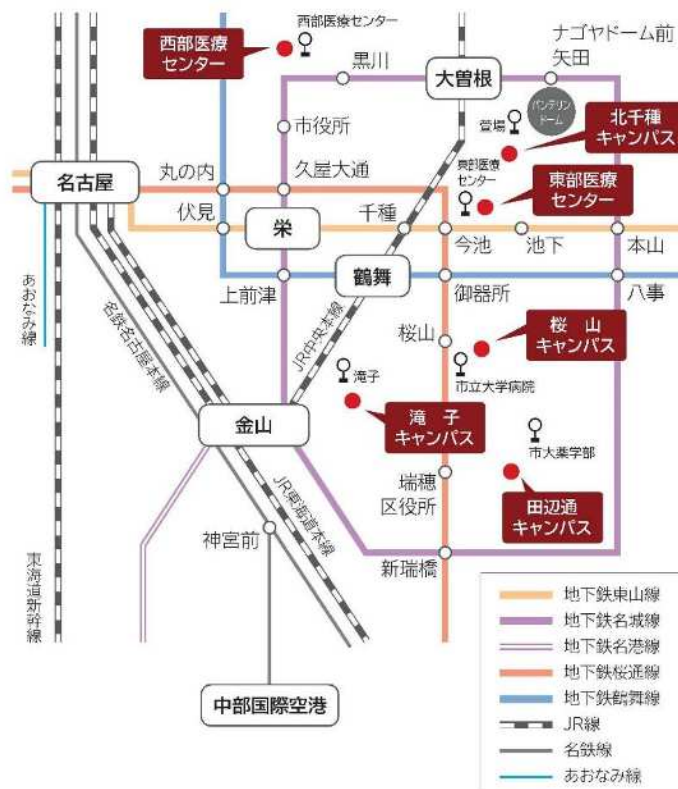 西部医療センター
西部医療
センター
黒川
大曽根
ナゴヤドーム前
矢田
バンテリン
ドーム
萱場
北千種
キャンパス
市役所
東部医療
センター
東部医療
センター
名古屋
丸の内
久屋大通
伏見
栄
千種
今池
池下
本山
上前津
鶴舞
御器所
八事
あおなみ線
名鉄名古屋本線
JR中央本線
桜山
桜 山
キャンパス
滝子
市立大学病院
金山
滝 子
キャンパス
市大薬学部
瑞穂
区役所
田辺通
キャンパス
JR東海道本線
神宮前
新瑞橋
東海道新幹線
中部国際空港
地下鉄東山線
地下鉄名城線
地下鉄名港線
地下鉄桜通線
地下鉄鶴舞線
JR線
名鉄線
あおなみ線